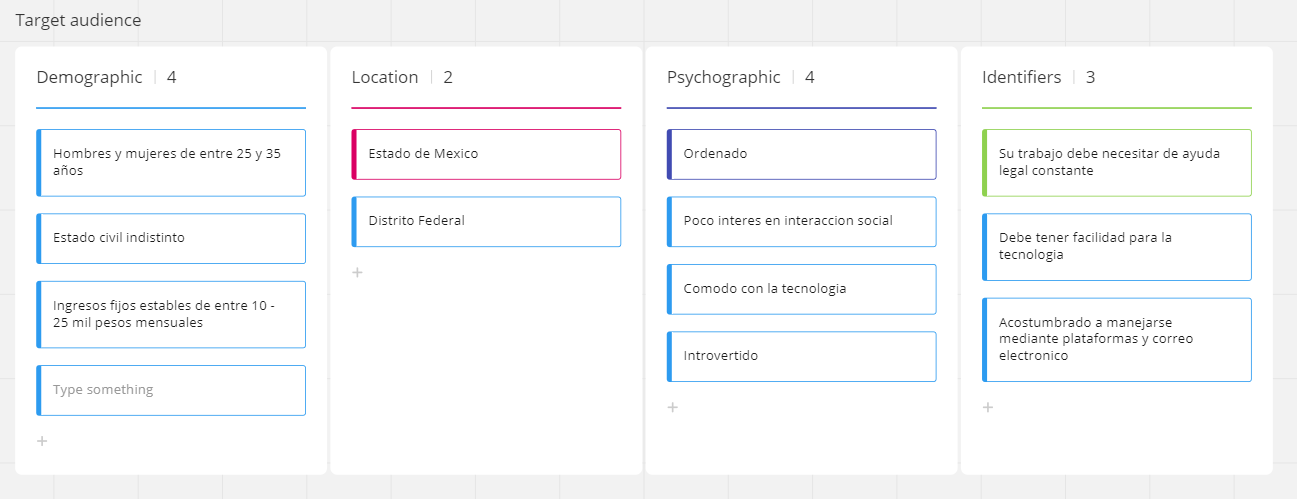 Target audience
Demographic | 4
Hombres y mujeres de entre 25 y 35
años
Estado civil indistinto
Ingresos fijos estables de entre 10 -
25 mil pesos mensuales
Type something
+
Location | 2
Estado de Mexico
Distrito Federal
+
Psychographic | 4
Ordenado
Poco interes en interaccion social
Comodo con la tecnologia
Introvertido
+
Identifiers | 3
Su trabajo debe necesitar de ayuda
legal constante
Debe tener facilidad para la
tecnologia
Acostumbrado a manejarse
mediante plataformas y correo
electronico
+